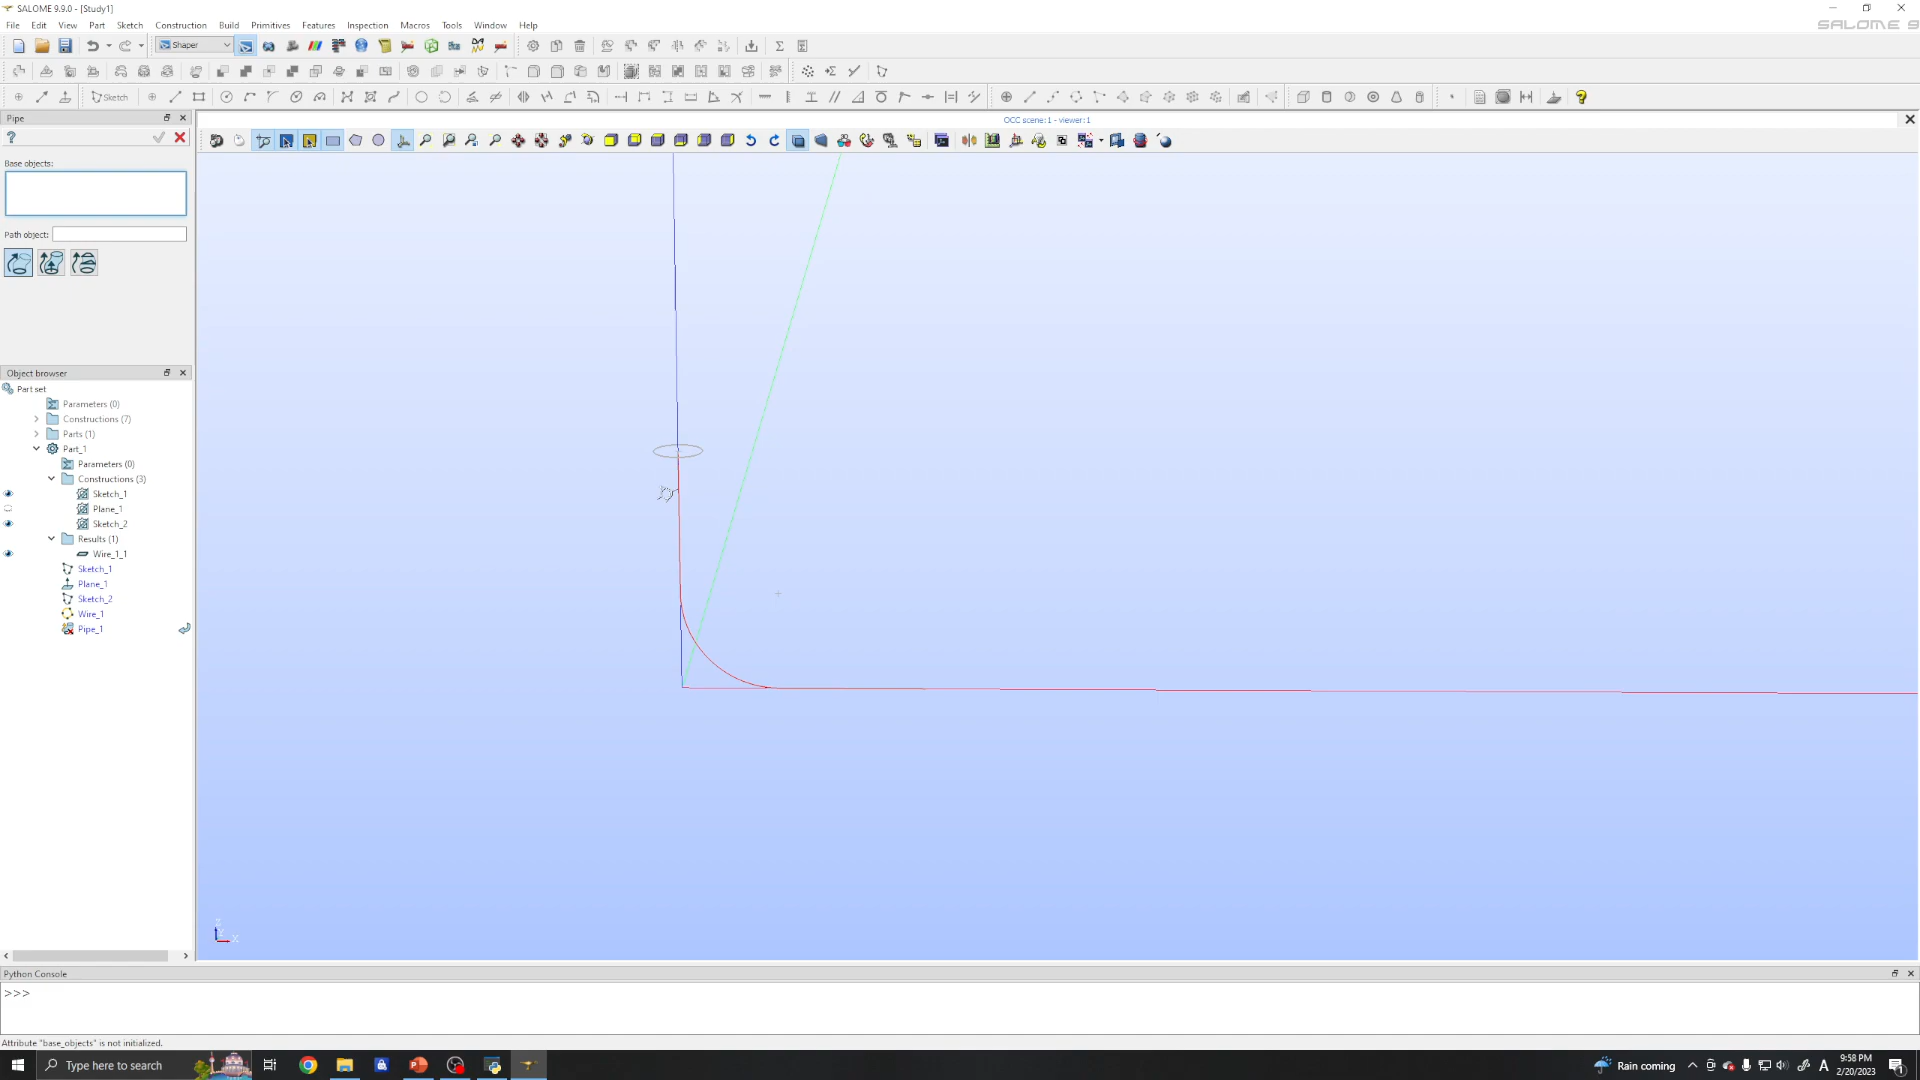 SALOME 9.9.0 - [Study1]
File Edit View Part Sketch Construction Build Primitives Features Inspection Macros Tools Window Help
SALOME 9
Shaper
Sketch
Pipe
OCC scene:1 - viewer:1
Base objects:
Path object:
Object browser
Part set
Parameters (0)
Constructions (7)
Parts (1)
Part_1
Parameters (0)
Constructions (3)
Sketch_1
Plane_1
Sketch_2
Results (1)
Wire_1_1
Sketch_1
Plane_1
Sketch_2
Wire_1
Pipe_1
Z
X
Python Console
>>>
Attribute "base_objects" is not initialized.
Type here to search
Rain coming
A
9:58 PM
2/20/2023
1